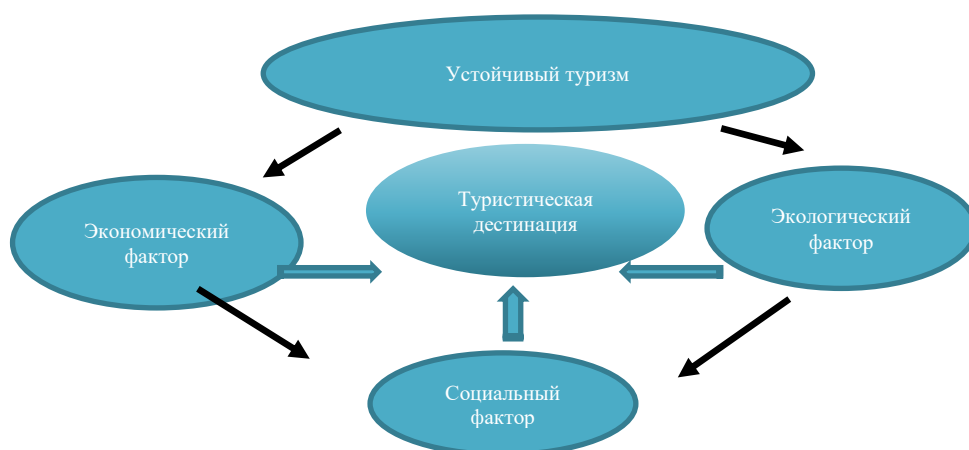 Устойчивый туризм
Туристическая
дестинация
Экономический
фактор
Экологический
фактор
Социальный
фактор